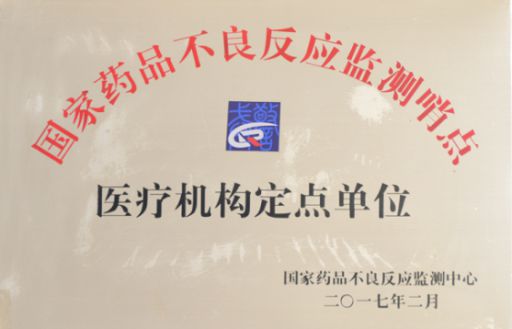 国家药品不良反应监测哨点
医疗机构定点单位
国家药品不良反应监测中心
二〇一七年二月